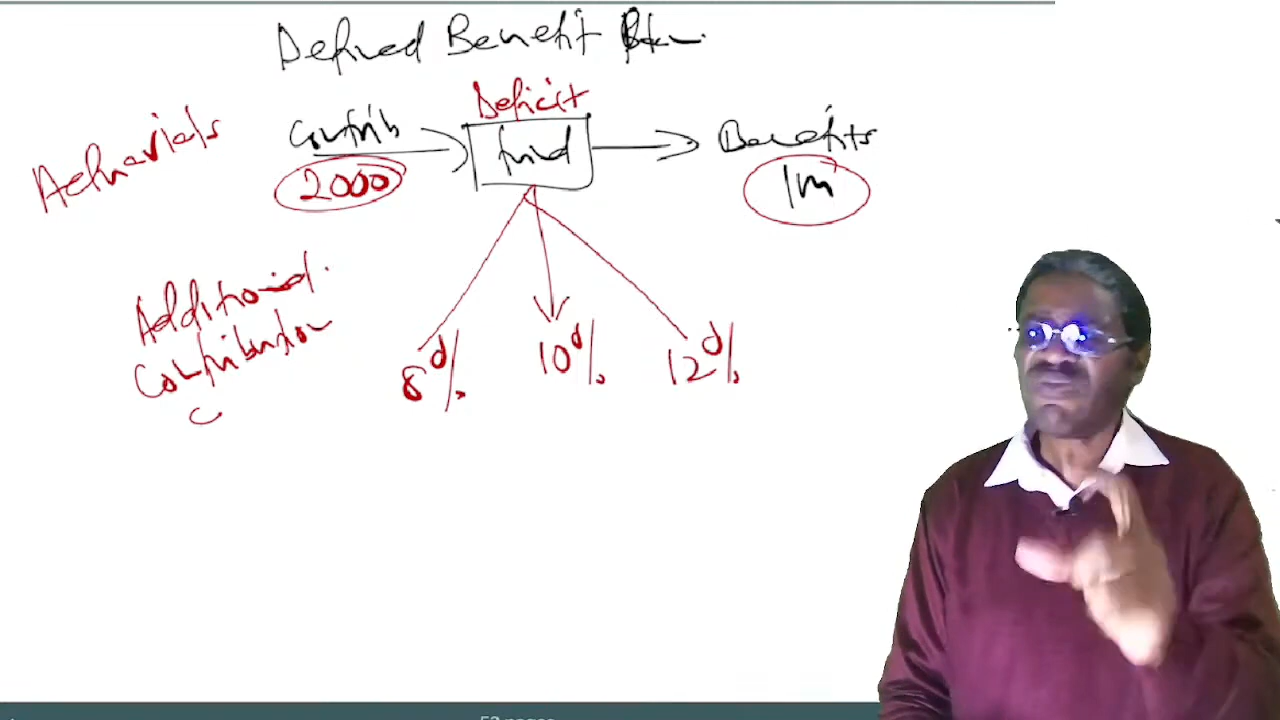 Defined Benefit
Deficit
Actuarials
Contrib
fund
Benefits
2000
1m
Additional
Contribution
8%
10%
12%